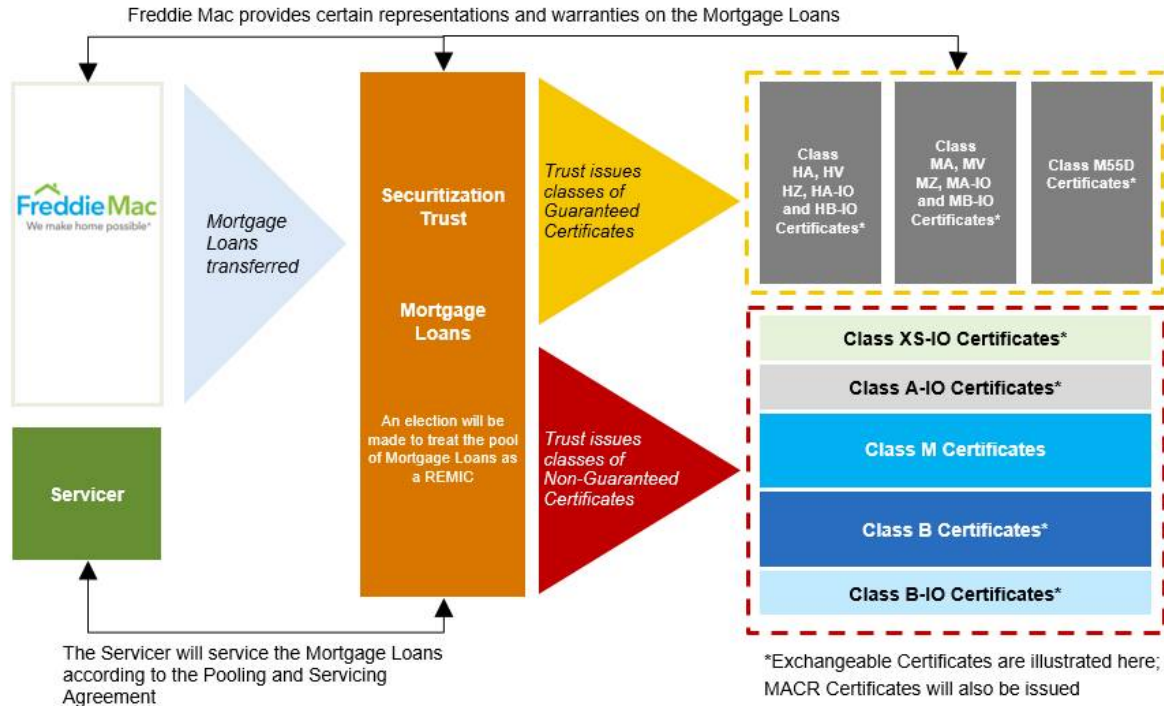 Freddie Mac provides certain representations and warranties on the Mortgage Loans
FreddieMac
We make home possible®
Mortgage
Loans
transferred
Servicer
Securitization
Trust
Mortgage
Loans
An election will be
made to treat the pool
of Mortgage Loans as
a REMIC
Trust issues
classes of
Guaranteed
Certificates
Trust issues
classes of
Non-Guaranteed
Certificates
Class
HA, HV
HZ, HA-IO
and HB-IO
Certificates*
Class
MA, MV
MZ, MA-IO
and MB-IO
Certificates*
Class M55D
Certificates*
Class XS-IO Certificates*
Class A-IO Certificates*
Class M Certificates
Class B Certificates*
Class B-IO Certificates*
The Servicer will service the Mortgage Loans
according to the Pooling and Servicing
Agreement
*Exchangeable Certificates are illustrated here;
MACR Certificates will also be issued